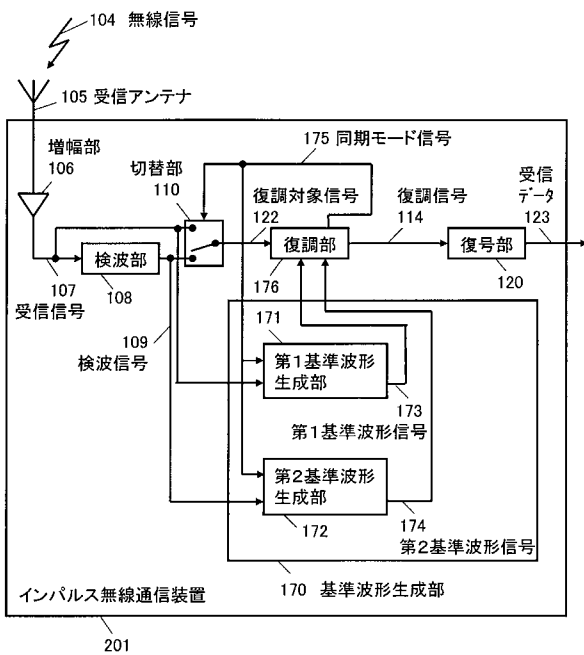 104 無線信号
105 受信アンテナ
増幅部
106
切替部
110
175 同期モード信号
復調対象信号
122
復調信号
114
受信
データ
123
検波部
108
107
受信信号
復調部
176
復号部
120
109
検波信号
171
第1基準波形
生成部
173
第1基準波形信号
第2基準波形
生成部
172
174
第2基準波形信号
170 基準波形生成部
インパルス無線通信装置
201